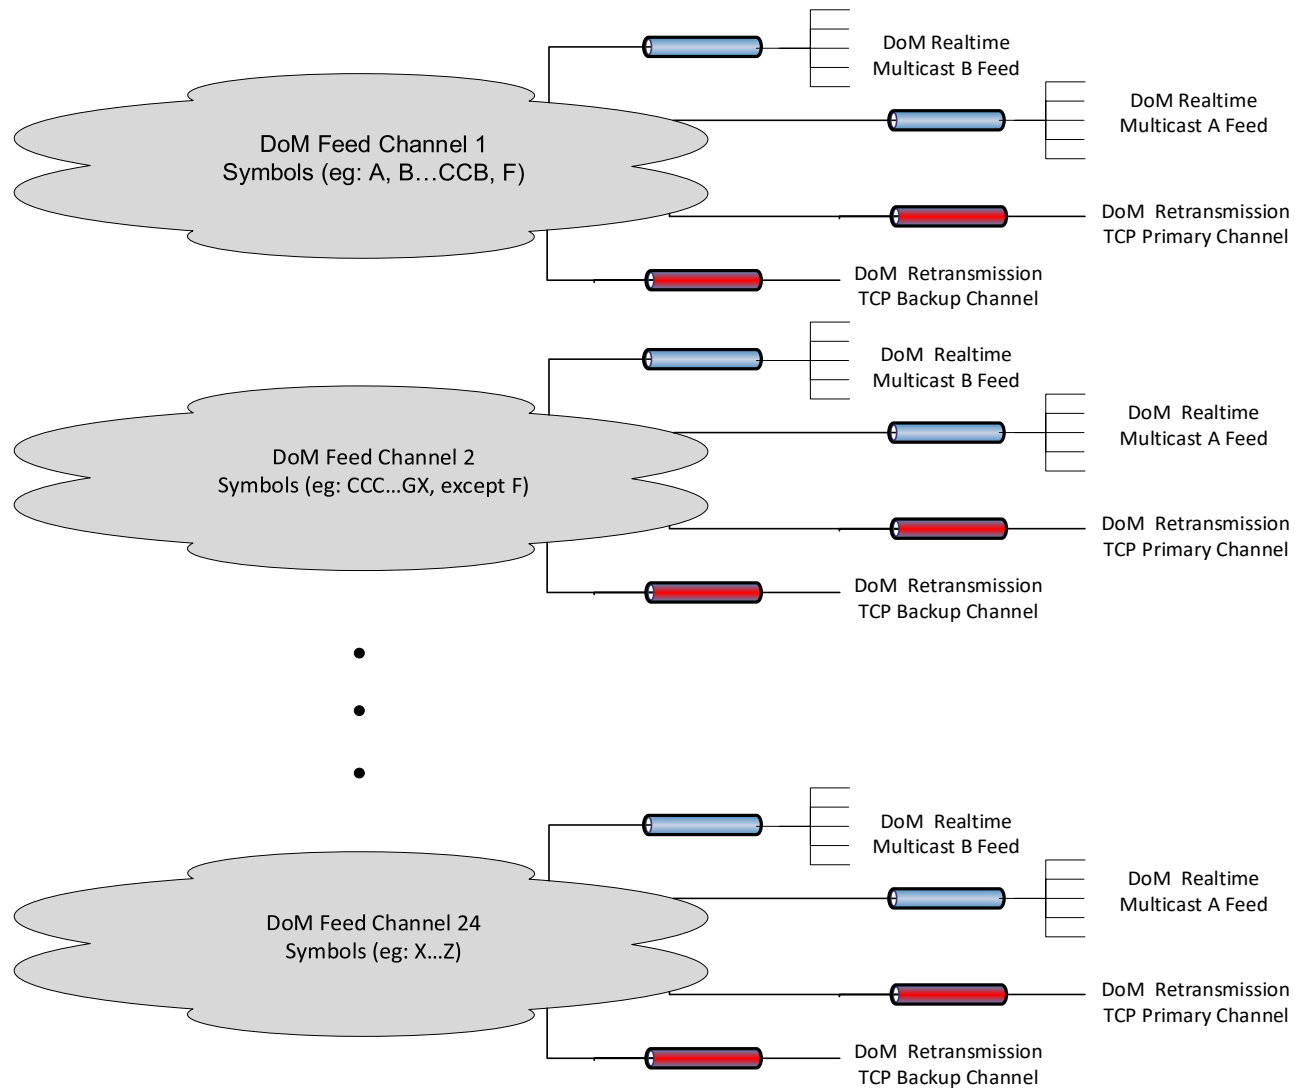 DoM Realtime
Multicast B Feed
DoM Realtime
Multicast A Feed
DoM Feed Channel 1
Symbols (eg: A, B…CCB, F)
DoM Retransmission
TCP Primary Channel
DoM Retransmission
TCP Backup Channel
DoM Realtime
Multicast B Feed
DoM Realtime
Multicast A Feed
DoM Feed Channel 2
Symbols (eg: CCC…GX, except F)
DoM Retransmission
TCP Primary Channel
DoM Retransmission
TCP Backup Channel
DoM Realtime
Multicast B Feed
DoM Realtime
Multicast A Feed
DoM Feed Channel 24
Symbols (eg: X…Z)
DoM Retransmission
TCP Primary Channel
DoM Retransmission
TCP Backup Channel